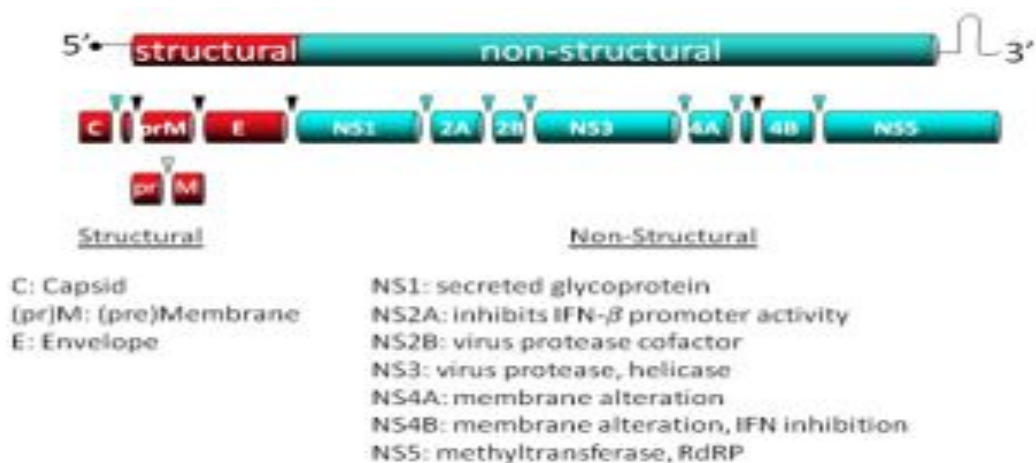 5’ structural non-structural 3’
C prM E NS1 2A 2B NS3 4A 4B NS5
pr M
Structural Non-Structural
C: Capsid
(pr)M: (pre)Membrane
E: Envelope
NS1: secreted glycoprotein
NS2A: inhibits IFN-β promoter activity
NS2B: virus protease cofactor
NS3: virus protease, helicase
NS4A: membrane alteration
NS4B: membrane alteration, IFN inhibition
NS5: methyltransferase, RdRP